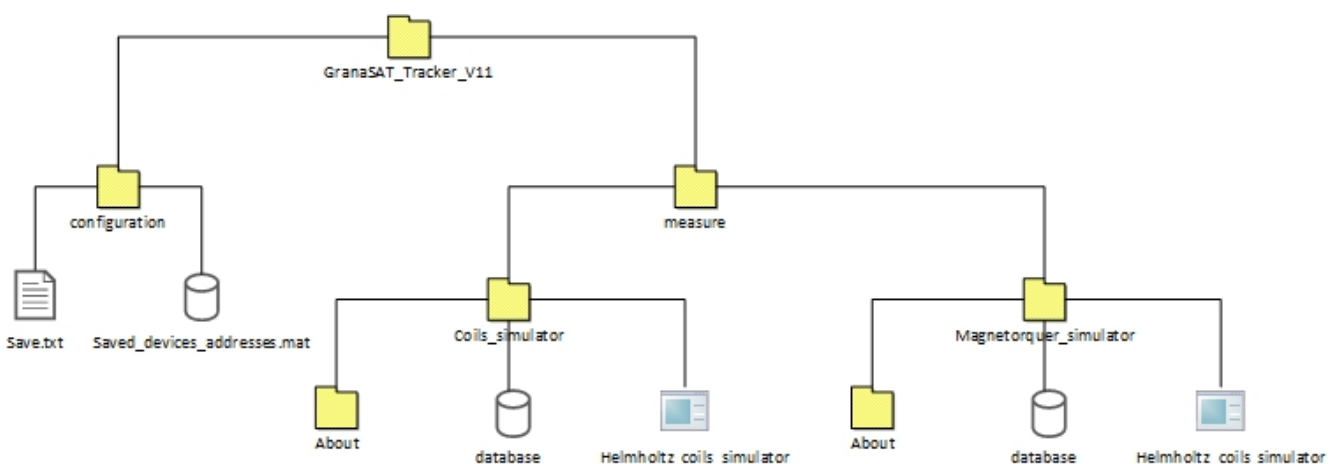 GranaSAT_Tracker_V11
configuration
measure
Save.txt
Saved_devices_addresses.mat
Coils_simulator
Magnetorquer_simulator
About
database
Helmholtz coils simulator
About
database
Helmholtz coils simulator